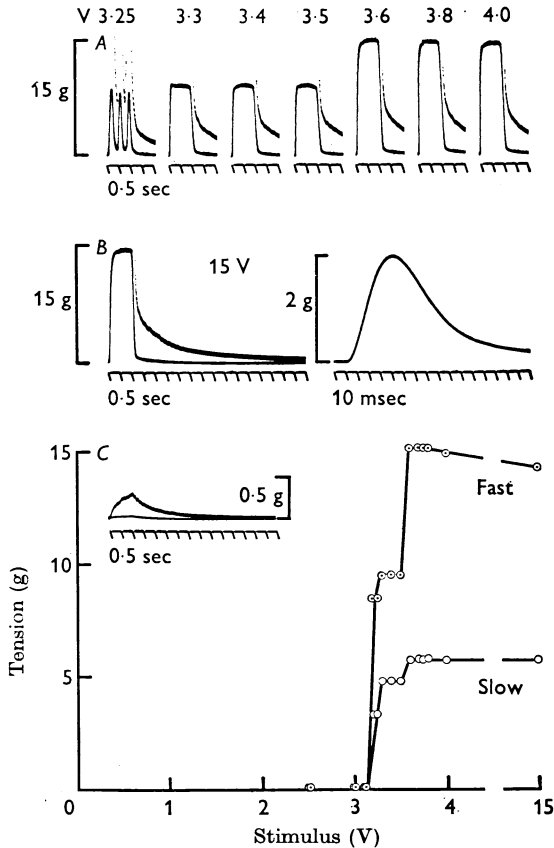 V 3·25 3·3 3·4 3·5 3·6 3·8 4·0
A
15 g
0·5 sec
B
15 V
15 g
2 g
0·5 sec
10 msec
15
C
0·5 g
0·5 sec
Fast
10
Tension (g)
5
Slow
0 1 2 3 4 15
Stimulus (V)